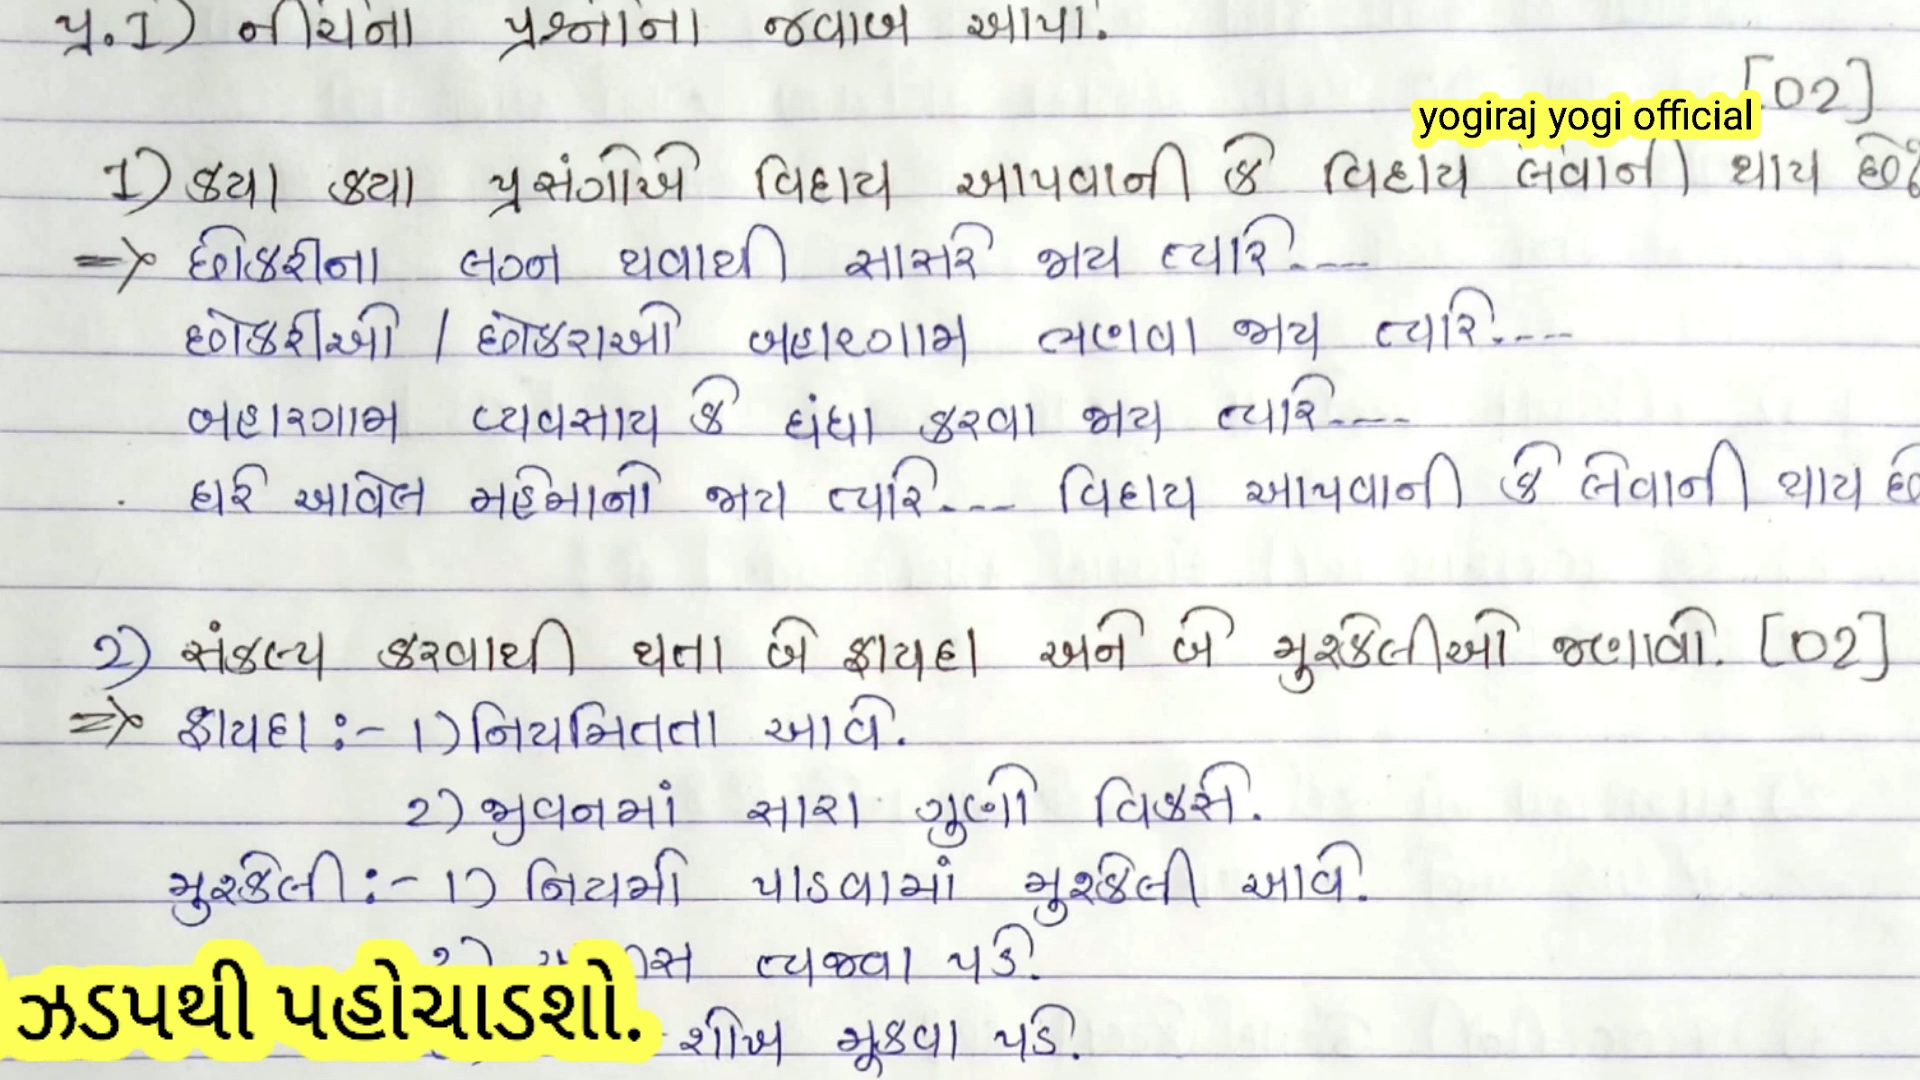 પ્ર.1) નીચેના પ્રશ્નોના જવાબ આપો.
[02]
yogiraj yogi official
1) કયા કયા પ્રસંગોએ વિદાય આપવાની કે વિદાય લેવાની થાય છે?
⇒ છોકરીના લગ્ન થવાથી સાસરે જાય ત્યારે----
છોકરીઓ / છોકરાઓ બહારગામ ભણવા જાય ત્યારે----
બહારગામ વ્યવસાય કે ધંધા કરવા જાય ત્યારે----
ઘરે આવેલ મહેમાનો જાય ત્યારે---- વિદાય આપવાની કે લેવાની થાય છે
2) સંકલ્પ કરવાથી થતા બે ફાયદા અને બે મુશ્કેલીઓ જણાવો. [02]
⇒ ફાયદા :- 1) નિયમિતતા આવે.
2) જીવનમાં સારા ગુણો વિકસે.
મુશ્કેલી :- 1) નિયમો પાડવામાં મુશ્કેલી આવે.
2) ત્યજવા પડે.
ઝડપથી પહોચાડશો.
શોખ મૂકવા પડે.